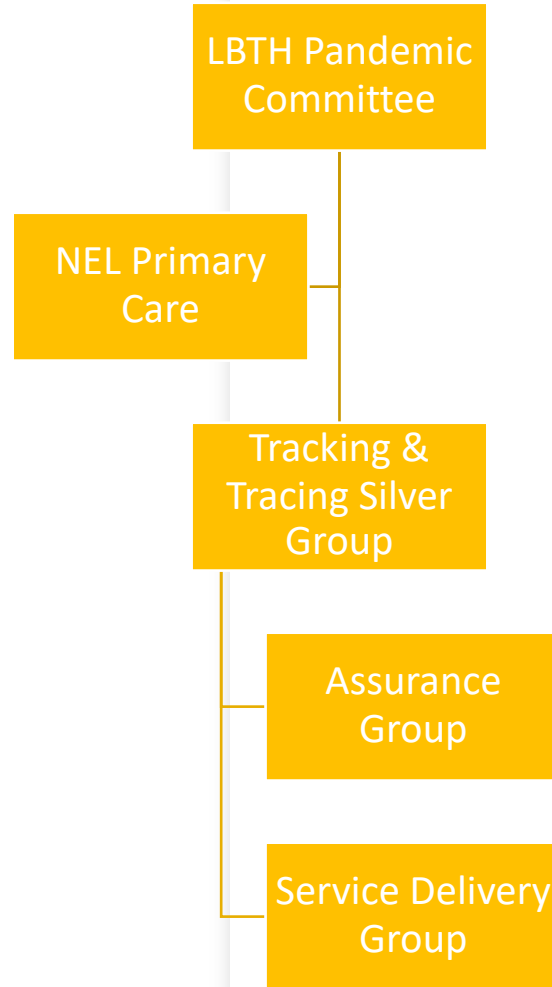 LBTH Pandemic
Committee
NEL Primary
Care
Tracking &
Tracing Silver
Group
Assurance
Group
Service Delivery
Group